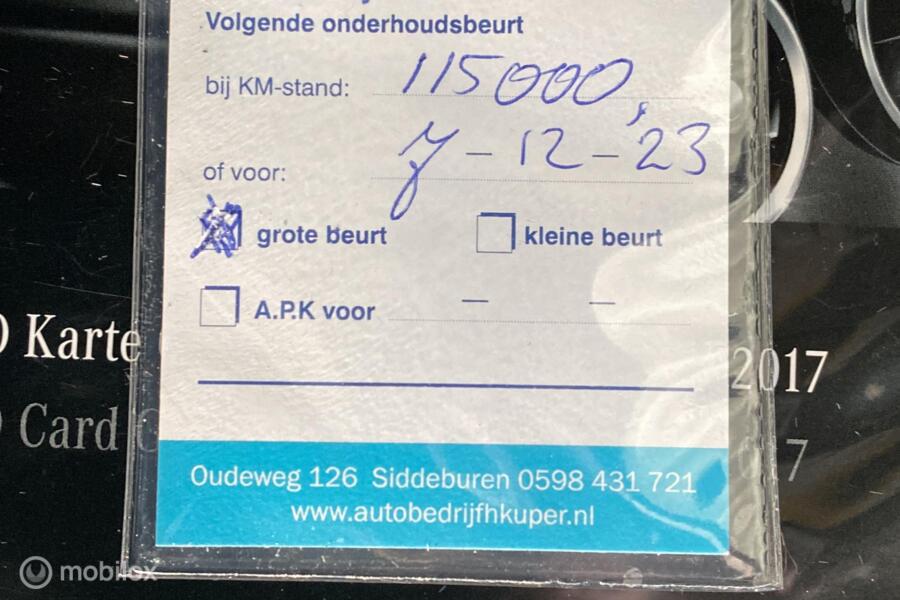 Volgende onderhoudsbeurt
bij KM-stand: 115000,
of voor: 7-12-'23
grote beurt
kleine beurt
A.P.K voor – –
Oudeweg 126 Siddeburen 0598 431 721
www.autobedrijfhkuper.nl
Karte
2017
Card
mobilox